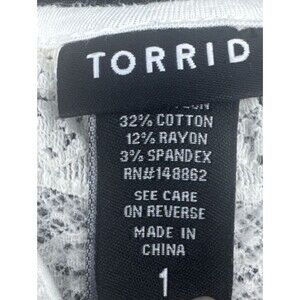 TORRID
32% COTTON
12% RAYON
3% SPANDEX
RN#148862
SEE CARE
ON REVERSE
MADE IN
CHINA
1